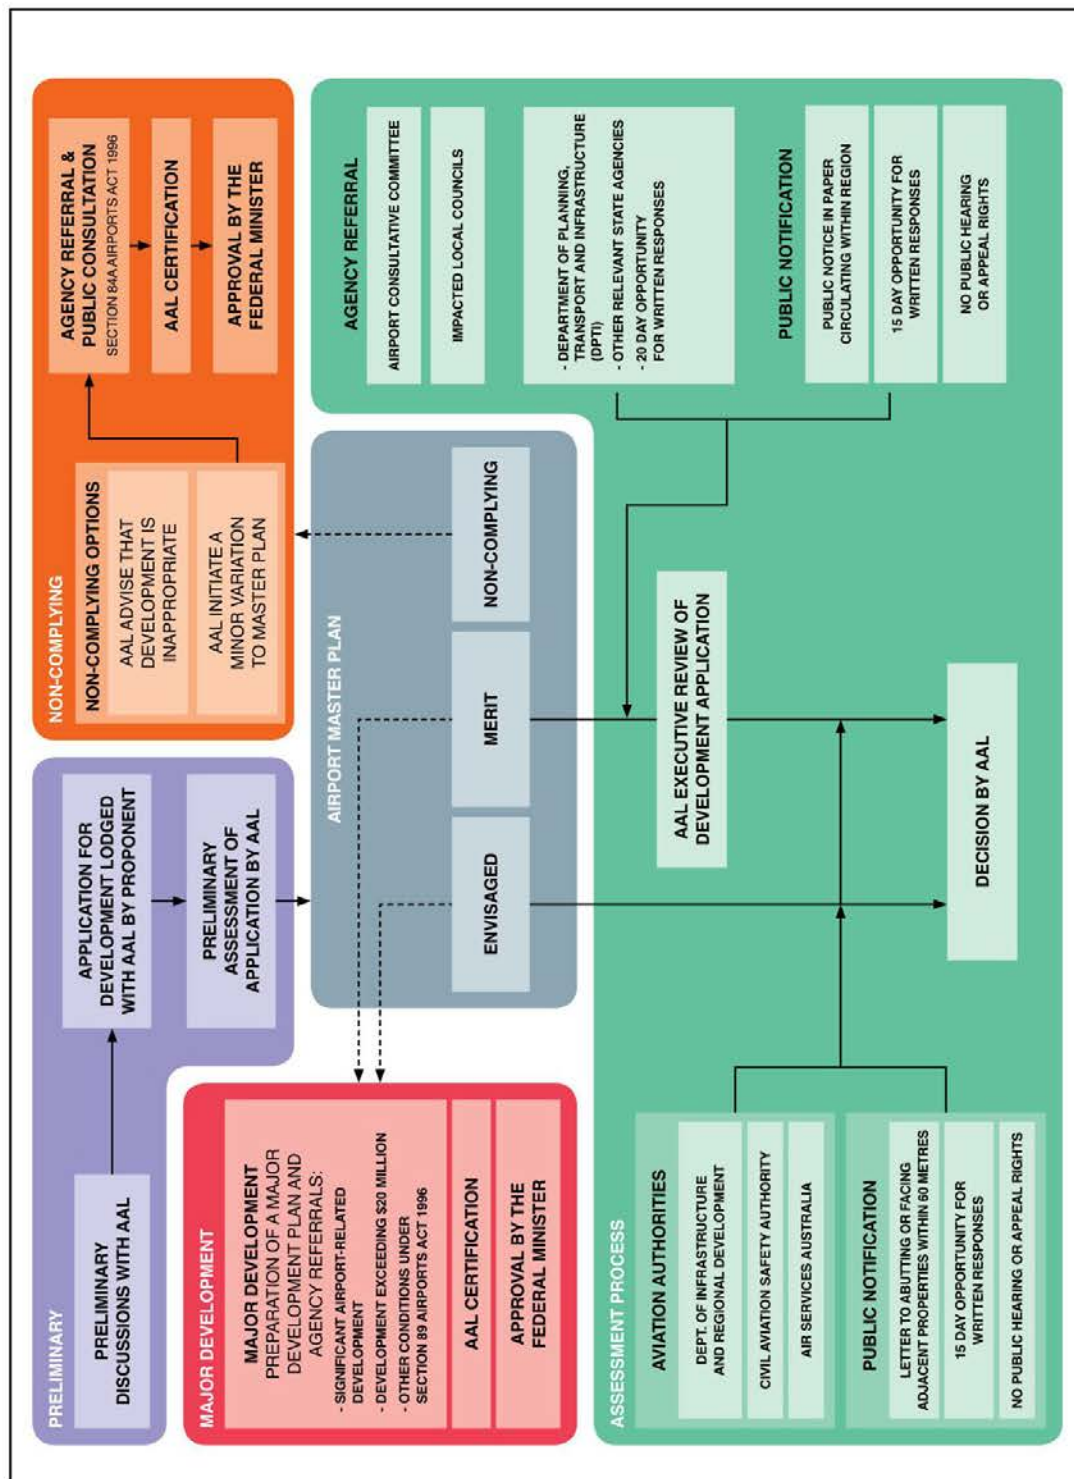 PRELIMINARY
PRELIMINARY
DISCUSSIONS WITH AAL
APPLICATION FOR
DEVELOPMENT LODGED
WITH AAL BY PROPONENT
PRELIMINARY
ASSESSMENT OF
APPLICATION BY AAL
NON-COMPLYING
NON-COMPLYING OPTIONS
AAL ADVISE THAT
DEVELOPMENT IS
INAPPROPRIATE
AAL INITIATE A
MINOR VARIATION
TO MASTER PLAN
AGENCY REFERRAL &
PUBLIC CONSULTATION
SECTION 84A AIRPORTS ACT 1996
AAL CERTIFICATION
APPROVAL BY THE
FEDERAL MINISTER
MAJOR DEVELOPMENT
MAJOR DEVELOPMENT
PREPARATION OF A MAJOR
DEVELOPMENT PLAN AND
AGENCY REFERRALS:
- SIGNIFICANT AIRPORT-RELATED
DEVELOPMENT
- DEVELOPMENT EXCEEDING $20 MILLION
- OTHER CONDITIONS UNDER
SECTION 89 AIRPORTS ACT 1996
AAL CERTIFICATION
APPROVAL BY THE
FEDERAL MINISTER
AIRPORT MASTER PLAN
ENVISAGED
MERIT
NON-COMPLYING
ASSESSMENT PROCESS
AVIATION AUTHORITIES
DEPT. OF INFRASTRUCTURE
AND REGIONAL DEVELOPMENT
CIVIL AVIATION SAFETY AUTHORITY
AIR SERVICES AUSTRALIA
PUBLIC NOTIFICATION
LETTER TO ABUTTING OR FACING
ADJACENT PROPERTIES WITHIN 60 METRES
15 DAY OPPORTUNITY FOR
WRITTEN RESPONSES
NO PUBLIC HEARING OR APPEAL RIGHTS
AAL EXECUTIVE REVIEW OF
DEVELOPMENT APPLICATION
DECISION BY AAL
AGENCY REFERRAL
AIRPORT CONSULTATIVE COMMITTEE
IMPACTED LOCAL COUNCILS
- DEPARTMENT OF PLANNING,
TRANSPORT AND INFRASTRUCTURE
(DPTI)
- OTHER RELEVANT STATE AGENCIES
- 20 DAY OPPORTUNITY
FOR WRITTEN RESPONSES
PUBLIC NOTIFICATION
PUBLIC NOTICE IN PAPER
CIRCULATING WITHIN REGION
15 DAY OPPORTUNITY FOR
WRITTEN RESPONSES
NO PUBLIC HEARING
OR APPEAL RIGHTS